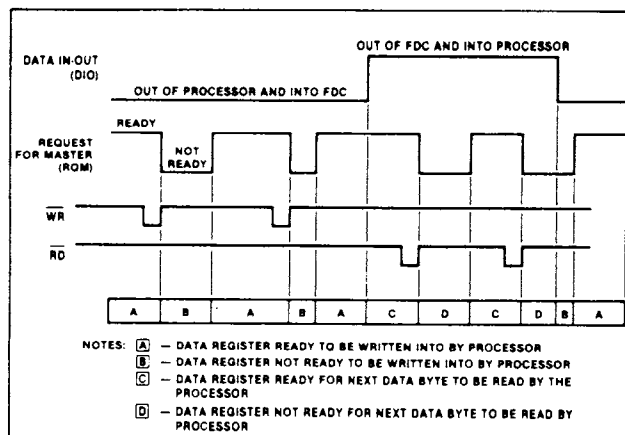 DATA IN-OUT
(DIO)
OUT OF FDC AND INTO PROCESSOR
OUT OF PROCESSOR AND INTO FDC
READY
REQUEST
FOR MASTER
(RQM)
NOT
READY
WR
RD
A B A B A C D C D B A
NOTES: A — DATA REGISTER READY TO BE WRITTEN INTO BY PROCESSOR
B — DATA REGISTER NOT READY TO BE WRITTEN INTO BY PROCESSOR
C — DATA REGISTER READY FOR NEXT DATA BYTE TO BE READ BY THE
PROCESSOR
D — DATA REGISTER NOT READY FOR NEXT DATA BYTE TO BE READ BY
PROCESSOR